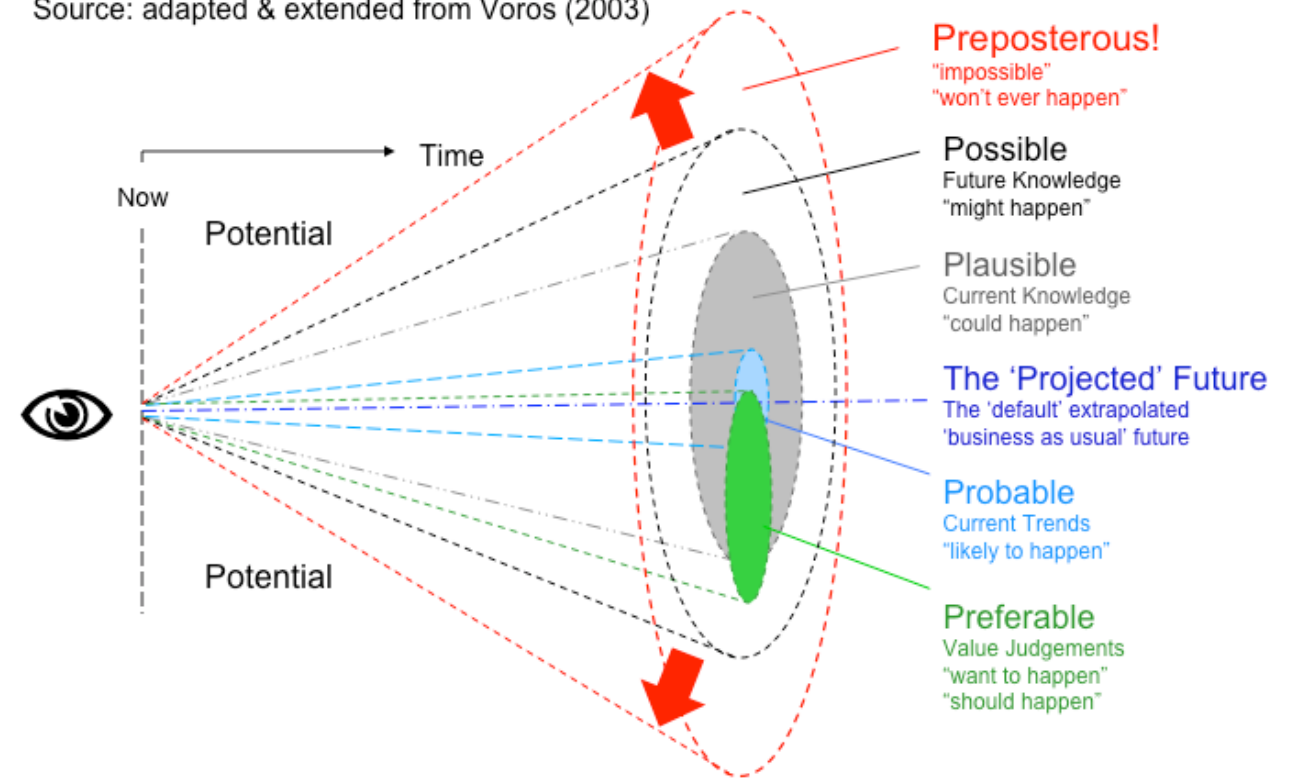 Source: adapted & extended from Voros (2003)
Time
Now
Potential
Potential
Preposterous!
“impossible”
“won’t ever happen”
Possible
Future Knowledge
“might happen”
Plausible
Current Knowledge
“could happen”
The ‘Projected’ Future
The ‘default’ extrapolated
‘business as usual’ future
Probable
Current Trends
“likely to happen”
Preferable
Value Judgements
“want to happen”
“should happen”